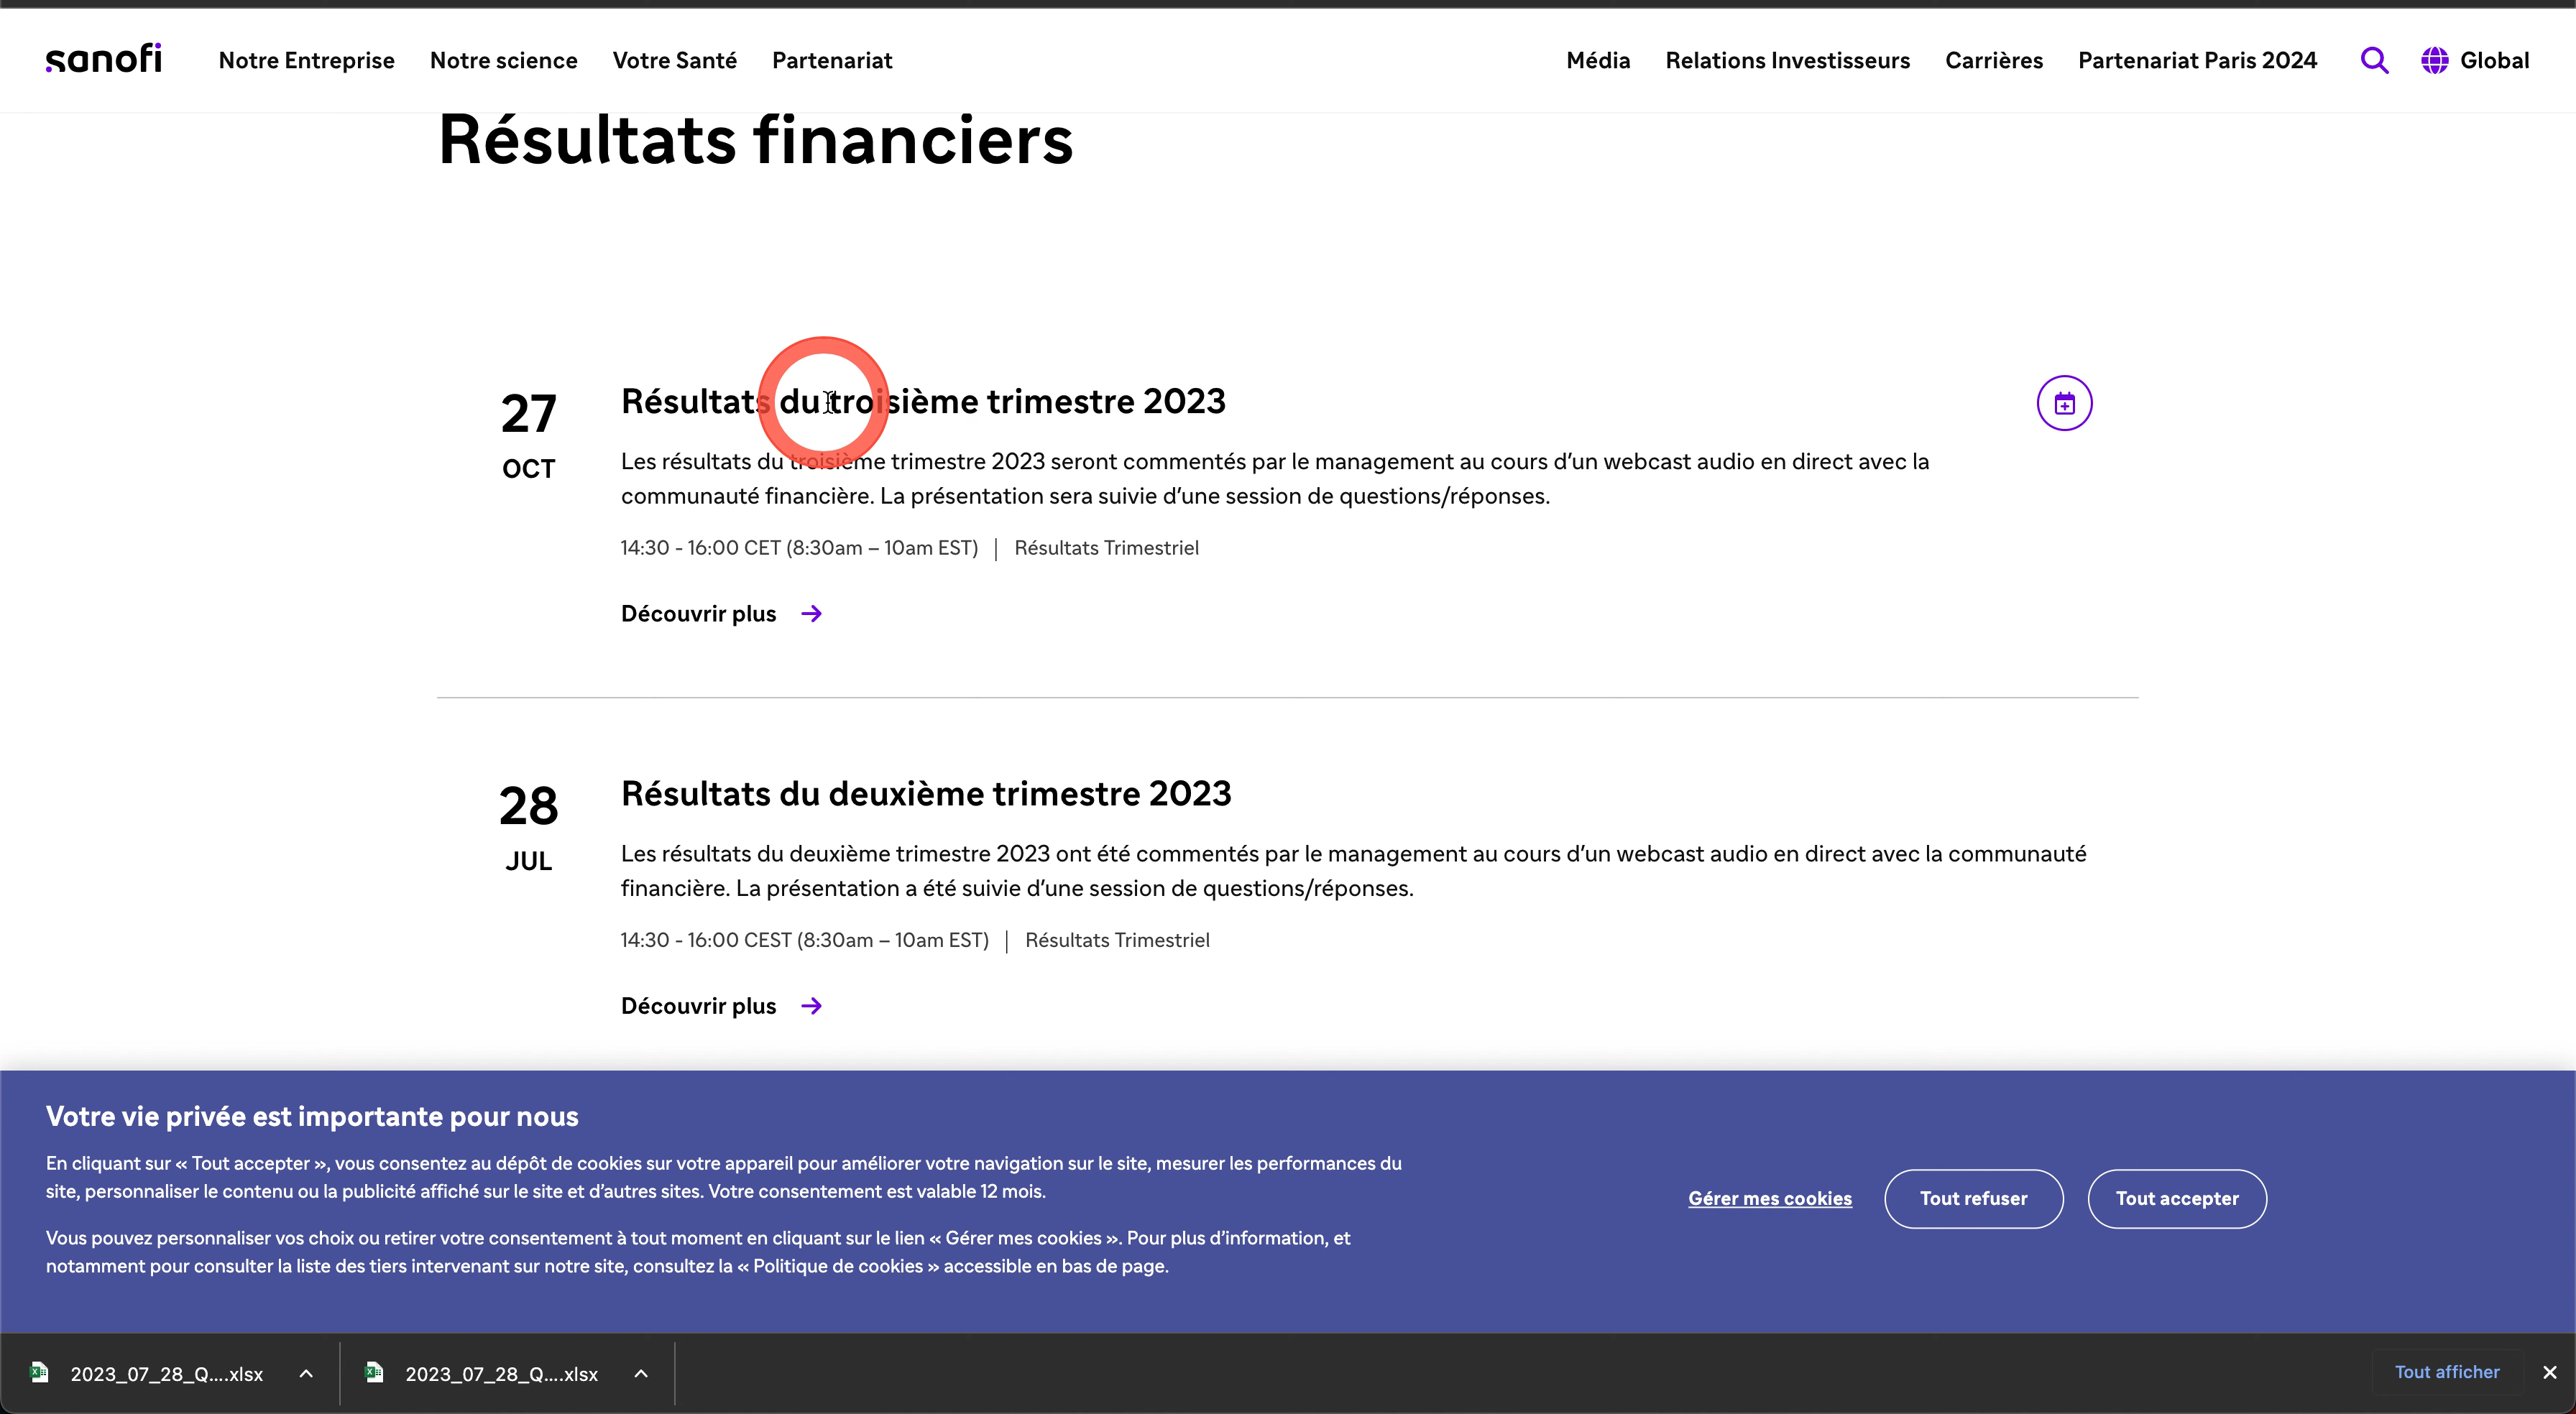 sanofi Notre Entreprise Notre science Votre Santé Partenariat Média Relations Investisseurs Carrières Partenariat Paris 2024 Global
Résultats financiers
27
OCT
Résultats du troisième trimestre 2023
Les résultats du troisième trimestre 2023 seront commentés par le management au cours d’un webcast audio en direct avec la
communauté financière. La présentation sera suivie d’une session de questions/réponses.
14:30 - 16:00 CET (8:30am – 10am EST) | Résultats Trimestriel
Découvrir plus
28
JUL
Résultats du deuxième trimestre 2023
Les résultats du deuxième trimestre 2023 ont été commentés par le management au cours d’un webcast audio en direct avec la communauté
financière. La présentation a été suivie d’une session de questions/réponses.
14:30 - 16:00 CEST (8:30am – 10am EST) | Résultats Trimestriel
Découvrir plus
Votre vie privée est importante pour nous
En cliquant sur « Tout accepter », vous consentez au dépôt de cookies sur votre appareil pour améliorer votre navigation sur le site, mesurer les performances du
site, personnaliser le contenu ou la publicité affiché sur le site et d’autres sites. Votre consentement est valable 12 mois.
Vous pouvez personnaliser vos choix ou retirer votre consentement à tout moment en cliquant sur le lien « Gérer mes cookies ». Pour plus d’information, et
notamment pour consulter la liste des tiers intervenant sur notre site, consultez la « Politique de cookies » accessible en bas de page.
Gérer mes cookies Tout refuser Tout accepter
2023_07_28_Q....xlsx 2023_07_28_Q....xlsx Tout afficher